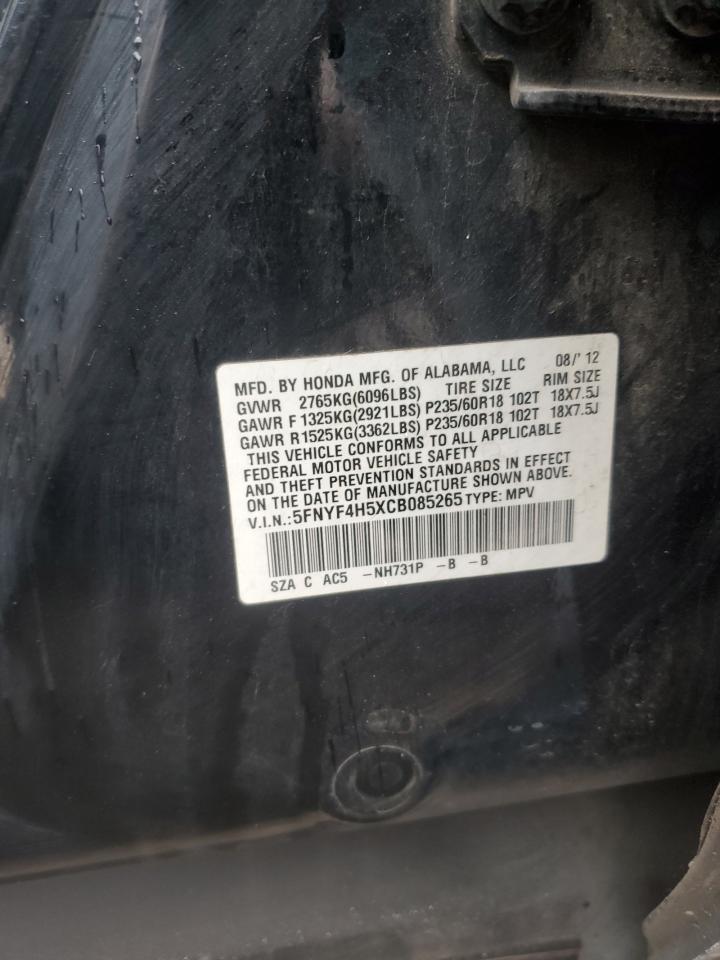 MFD. BY HONDA MFG. OF ALABAMA, LLC 08/'12
GVWR 2765KG(6096LBS) TIRE SIZE RIM SIZE
GAWR F 1325KG(2921LBS) P235/60R18 102T 18X7.5J
GAWR R1525KG(3362LBS) P235/60R18 102T 18X7.5J
THIS VEHICLE CONFORMS TO ALL APPLICABLE
FEDERAL MOTOR VEHICLE SAFETY
AND THEFT PREVENTION STANDARDS IN EFFECT
ON THE DATE OF MANUFACTURE SHOWN ABOVE.
V.I.N.:5FNYF4H5XCB085265 TYPE: MPV
SZA C AC5 -NH731P -B -B